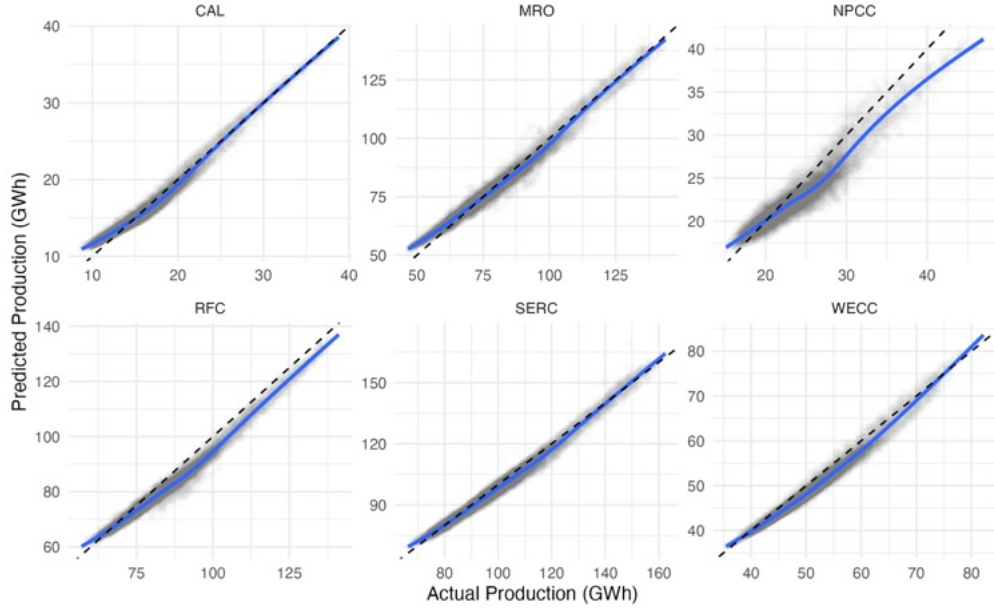 CAL MRO NPCC
40
30
20
10
125
100
75
50
40
35
30
25
20
10 20 30 40
50 75 100 125
20 30 40
RFC SERC WECC
140
120
100
80
60
150
120
90
80
70
60
50
40
75 100 125
80 100 120 140 160
40 50 60 70 80
Predicted Production (GWh)
Actual Production (GWh)